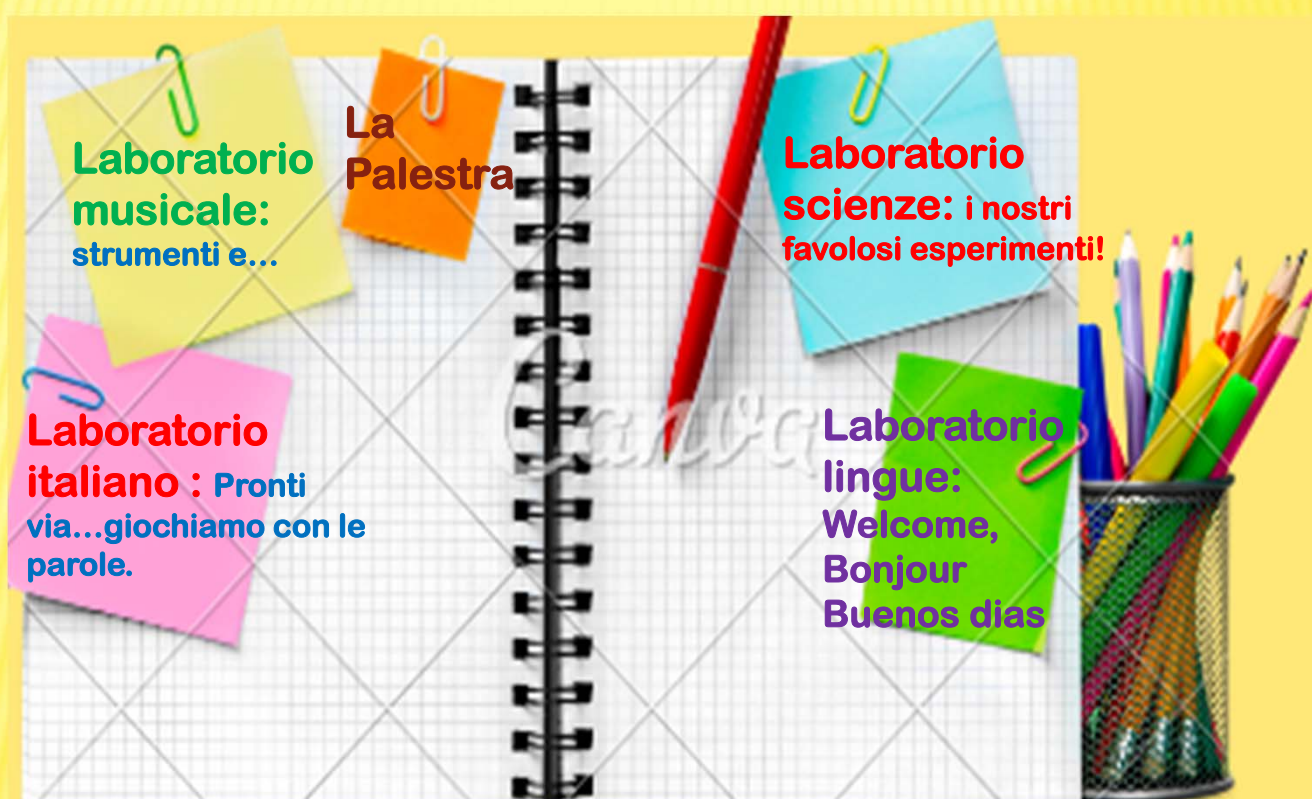 Laboratorio
musicale:
strumenti e...
La
Palestra
Laboratorio
italiano : Pronti
via...giochiamo con le
parole.
Laboratorio
scienze: i nostri
favolosi esperimenti!
Laboratorio
lingue:
Welcome,
Bonjour
Buenos dias
Canva